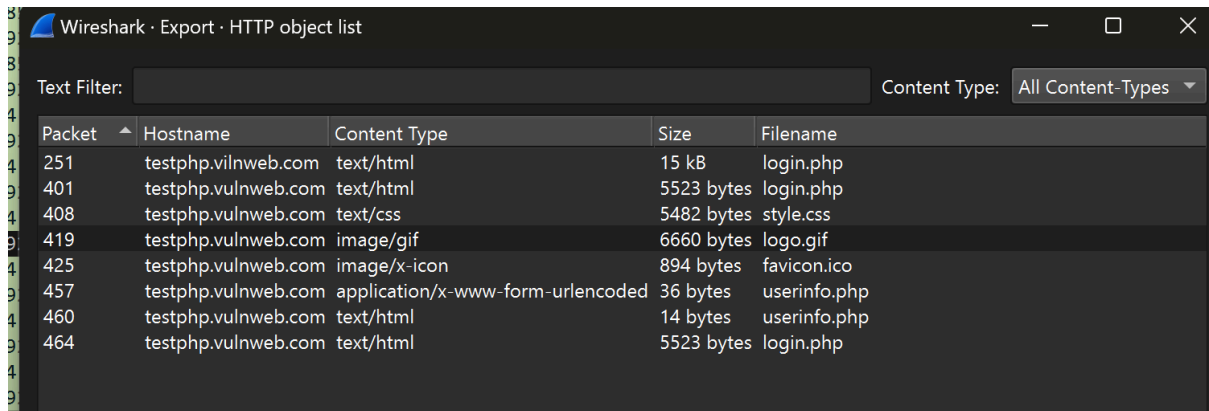 Wireshark · Export · HTTP object list
Text Filter: Content Type: All Content-Types
Packet Hostname Content Type Size Filename
251 testphp.vilnweb.com text/html 15 kB login.php
401 testphp.vulnweb.com text/html 5523 bytes login.php
408 testphp.vulnweb.com text/css 5482 bytes style.css
419 testphp.vulnweb.com image/gif 6660 bytes logo.gif
425 testphp.vulnweb.com image/x-icon 894 bytes favicon.ico
457 testphp.vulnweb.com application/x-www-form-urlencoded 36 bytes userinfo.php
460 testphp.vulnweb.com text/html 14 bytes userinfo.php
464 testphp.vulnweb.com text/html 5523 bytes login.php